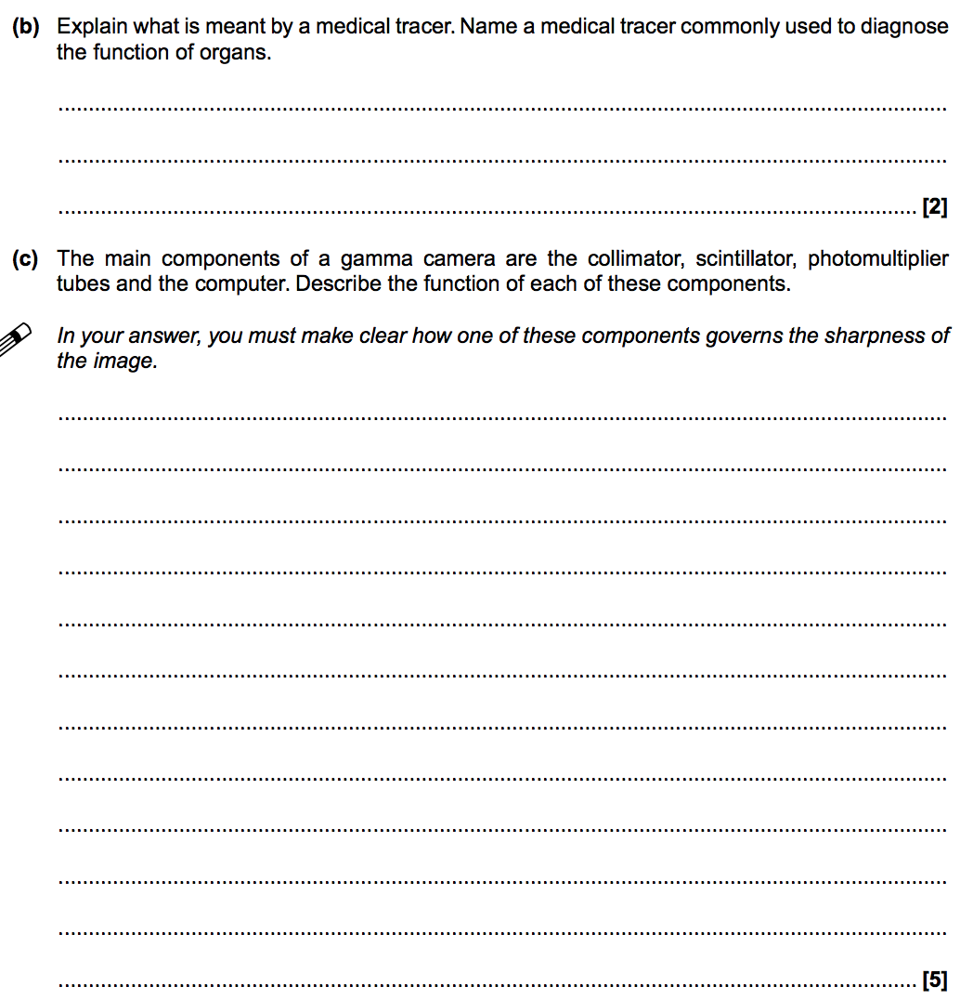 (b) Explain what is meant by a medical tracer. Name a medical tracer commonly used to diagnose
the function of organs.
..........
..........
.......... [2]
(c) The main components of a gamma camera are the collimator, scintillator, photomultiplier
tubes and the computer. Describe the function of each of these components.
In your answer, you must make clear how one of these components governs the sharpness of
the image.
..........
..........
..........
..........
..........
..........
..........
..........
..........
..........
..........
.......... [5]